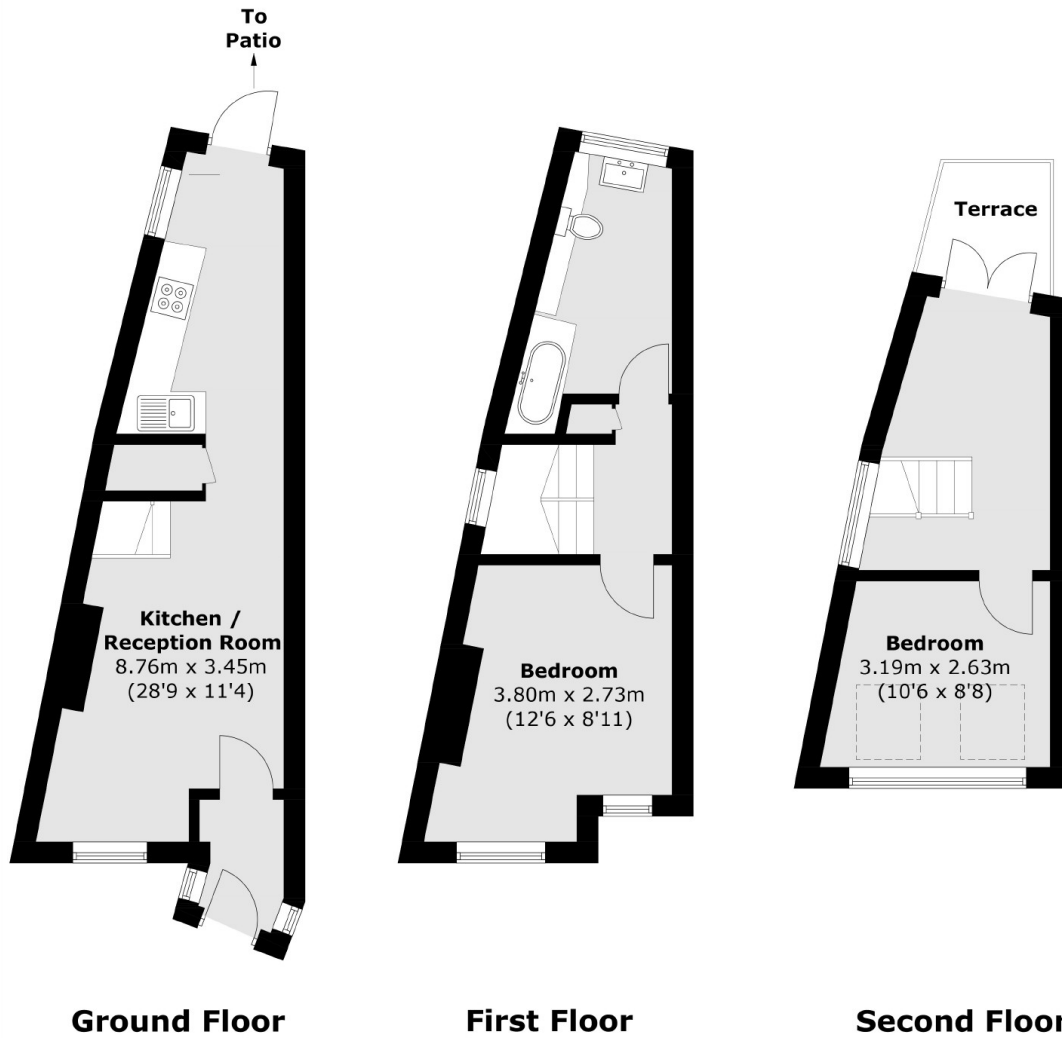 To
Patio
Kitchen /
Reception Room
8.76m x 3.45m
(28'9 x 11'4)
Bedroom
3.80m x 2.73m
(12'6 x 8'11)
Terrace
Bedroom
3.19m x 2.63m
(10'6 x 8'8)
Ground Floor
First Floor
Second Floor